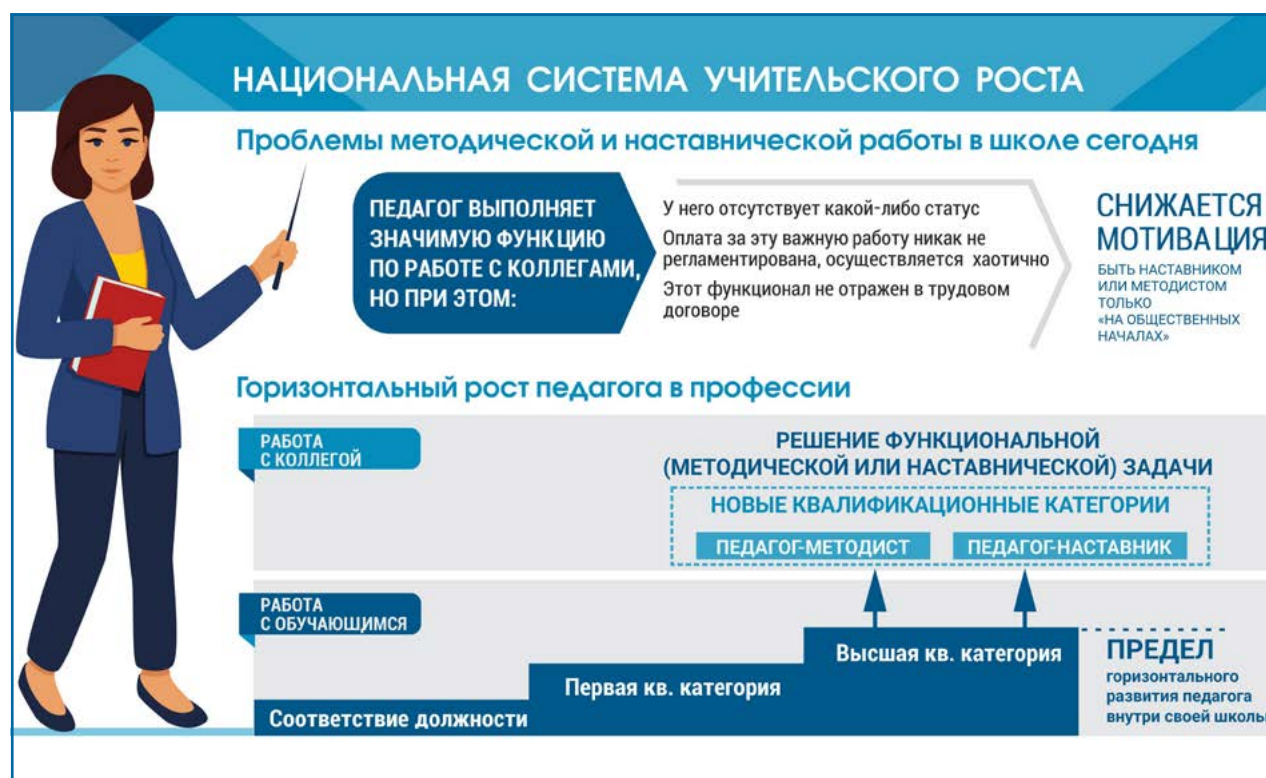 НАЦИОНАЛЬНАЯ СИСТЕМА УЧИТЕЛЬСКОГО РОСТА
Проблемы методической и наставнической работы в школе сегодня
ПЕДАГОГ ВЫПОЛНЯЕТ
ЗНАЧИМУЮ ФУНКЦИЮ
ПО РАБОТЕ С КОЛЛЕГАМИ,
НО ПРИ ЭТОМ:
У него отсутствует какой-либо статус
Оплата за эту важную работу никак не
регламентирована, осуществляется хаотично
Этот функционал не отражен в трудовом
договоре
СНИЖАЕТСЯ
МОТИВАЦИЯ
БЫТЬ НАСТАВНИКОМ
ИЛИ МЕТОДИСТОМ
ТОЛЬКО
«НА ОБЩЕСТВЕННЫХ
НАЧАЛАХ»
Горизонтальный рост педагога в профессии
РАБОТА
С КОЛЛЕГОЙ
РЕШЕНИЕ ФУНКЦИОНАЛЬНОЙ
(МЕТОДИЧЕСКОЙ ИЛИ НАСТАВНИЧЕСКОЙ) ЗАДАЧИ
НОВЫЕ КВАЛИФИКАЦИОННЫЕ КАТЕГОРИИ
ПЕДАГОГ-МЕТОДИСТ
ПЕДАГОГ-НАСТАВНИК
РАБОТА
С ОБУЧАЮЩИМСЯ
Высшая кв. категория
Первая кв. категория
Соответствие должности
ПРЕДЕЛ
горизонтального
развития педагога
внутри своей школы